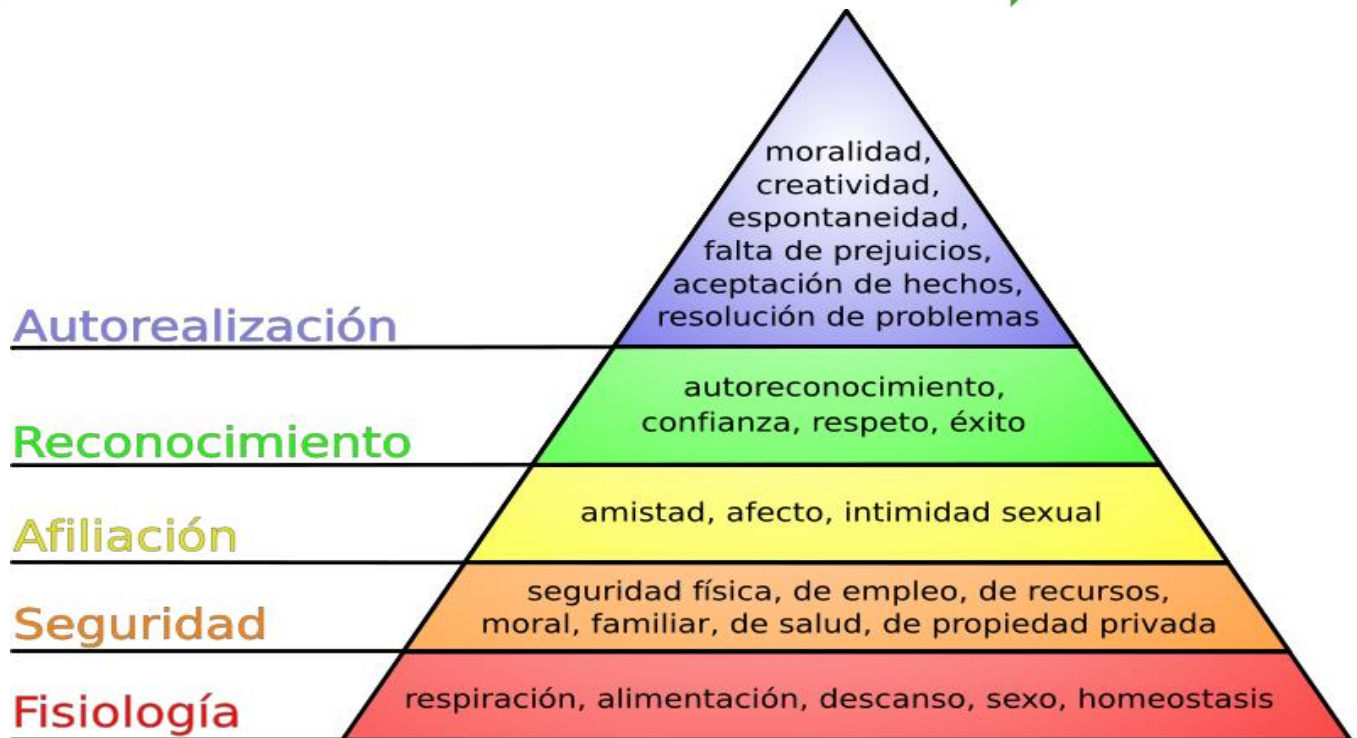 moralidad,
creatividad,
espontaneidad,
falta de prejuicios,
aceptación de hechos,
resolución de problemas
Autorealización
autoreconocimiento,
confianza, respeto, éxito
Reconocimiento
amistad, afecto, intimidad sexual
Afiliación
seguridad física, de empleo, de recursos,
moral, familiar, de salud, de propiedad privada
Seguridad
respiración, alimentación, descanso, sexo, homeostasis
Fisiología